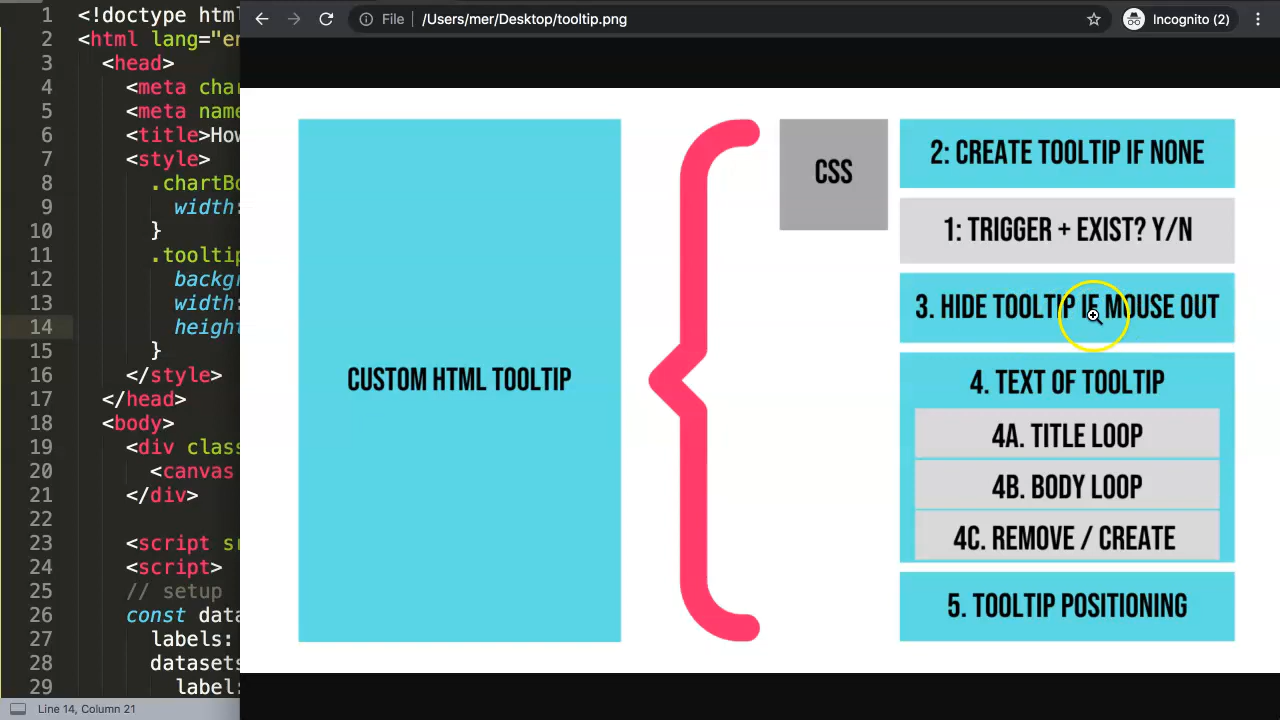 File | /Users/mer/Desktop/tooltip.png
Incognito (2)
1 <!doctype html
2 <html lang="en
3 <head>
4 <meta char
5 <meta name
6 <title>How
7 <style>
8 .chartBo
9 width:
10 }
11 .tooltip
12 backgr
13 width:
14 height
15 }
16 </style>
17 </head>
18 <body>
19 <div class
20 <canvas
21 </div>
22
23 <script sr
24 <script>
25 // setup
26 const data
27 labels:
28 datasets
29 label:
Line 14, Column 21
CUSTOM HTML TOOLTIP
CSS
2: CREATE TOOLTIP IF NONE
1: TRIGGER + EXIST? Y/N
3. HIDE TOOLTIP IF MOUSE OUT
4. TEXT OF TOOLTIP
4A. TITLE LOOP
4B. BODY LOOP
4C. REMOVE / CREATE
5. TOOLTIP POSITIONING